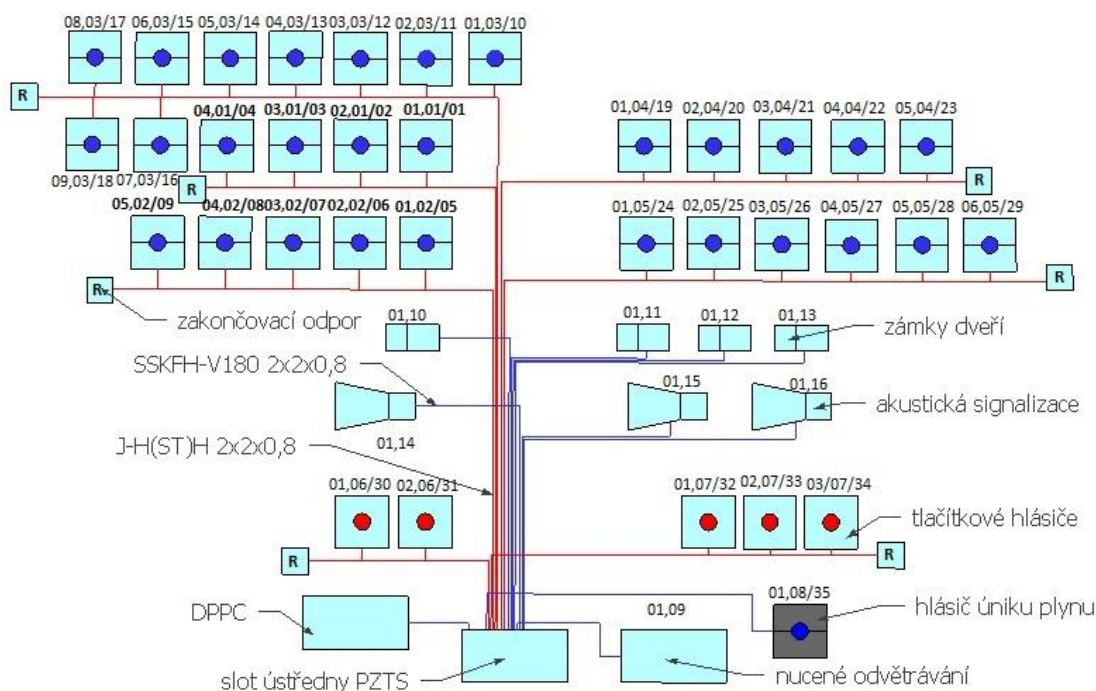 08,03/17 06,03/15 05,03/14 04,03/13 03,03/12 02,03/11 01,03/10
R
04,01/04 03,01/03 02,01/02 01,01/01
01,04/19 02,04/20 03,04/21 04,04/22 05,04/23
09,03/18 07,03/16
R
R
05,02/09 04,02/08 03,02/07 02,02/06 01,02/05
01,05/24 02,05/25 03,05/26 04,05/27 05,05/28 06,05/29
R
R
zakončovací odpor
01,10
01,11 01,12 01,13
zámky dveří
SSKFH-V180 2x2x0,8
01,15 01,16
akustická signalizace
J-H(ST)H 2x2x0,8
01,14
01,06/30 02,06/31
01,07/32 02,07/33 03/07/34
tlačítkové hlásiče
R
R
DPPC
01,09
01,08/35
hlásič úniku plynu
slot ústředny PZTS
nucené odvětrávání